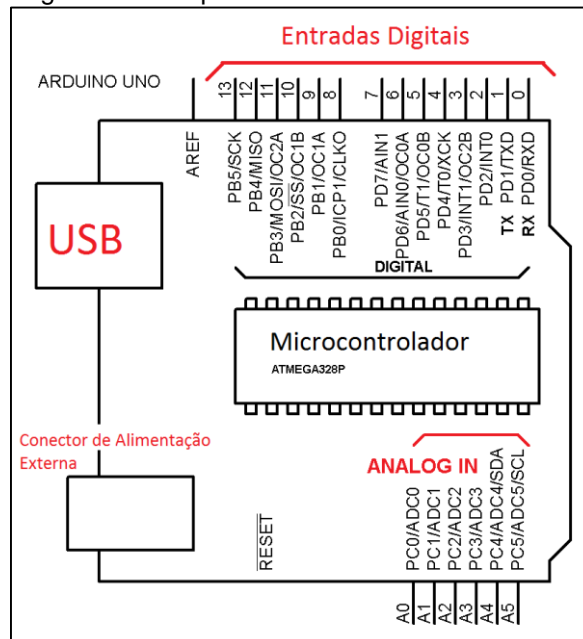 Entradas Digitais
ARDUINO UNO
13
12
11
10
9
8
7
6
5
4
3
2
1
0
AREF
PB5/SCK
PB4/MISO
PB3/MOSI/OC2A
PB2/SS/OC1B
PB1/OC1A
PB0/ICP1/CLKO
PD7/AIN1
PD6/AIN0/OC0A
PD5/T1/OC0B
PD4/T0/XCK
PD3/INT1/OC2B
PD2/INT0
TX PD1/TXD
RX PD0/RXD
DIGITAL
USB
Microcontrolador
ATMEGA328P
Conector de Alimentação
Externa
ANALOG IN
RESET
PC0/ADC0
PC1/ADC1
PC2/ADC2
PC3/ADC3
PC4/ADC4/SDA
PC5/ADC5/SCL
A0
A1
A2
A3
A4
A5